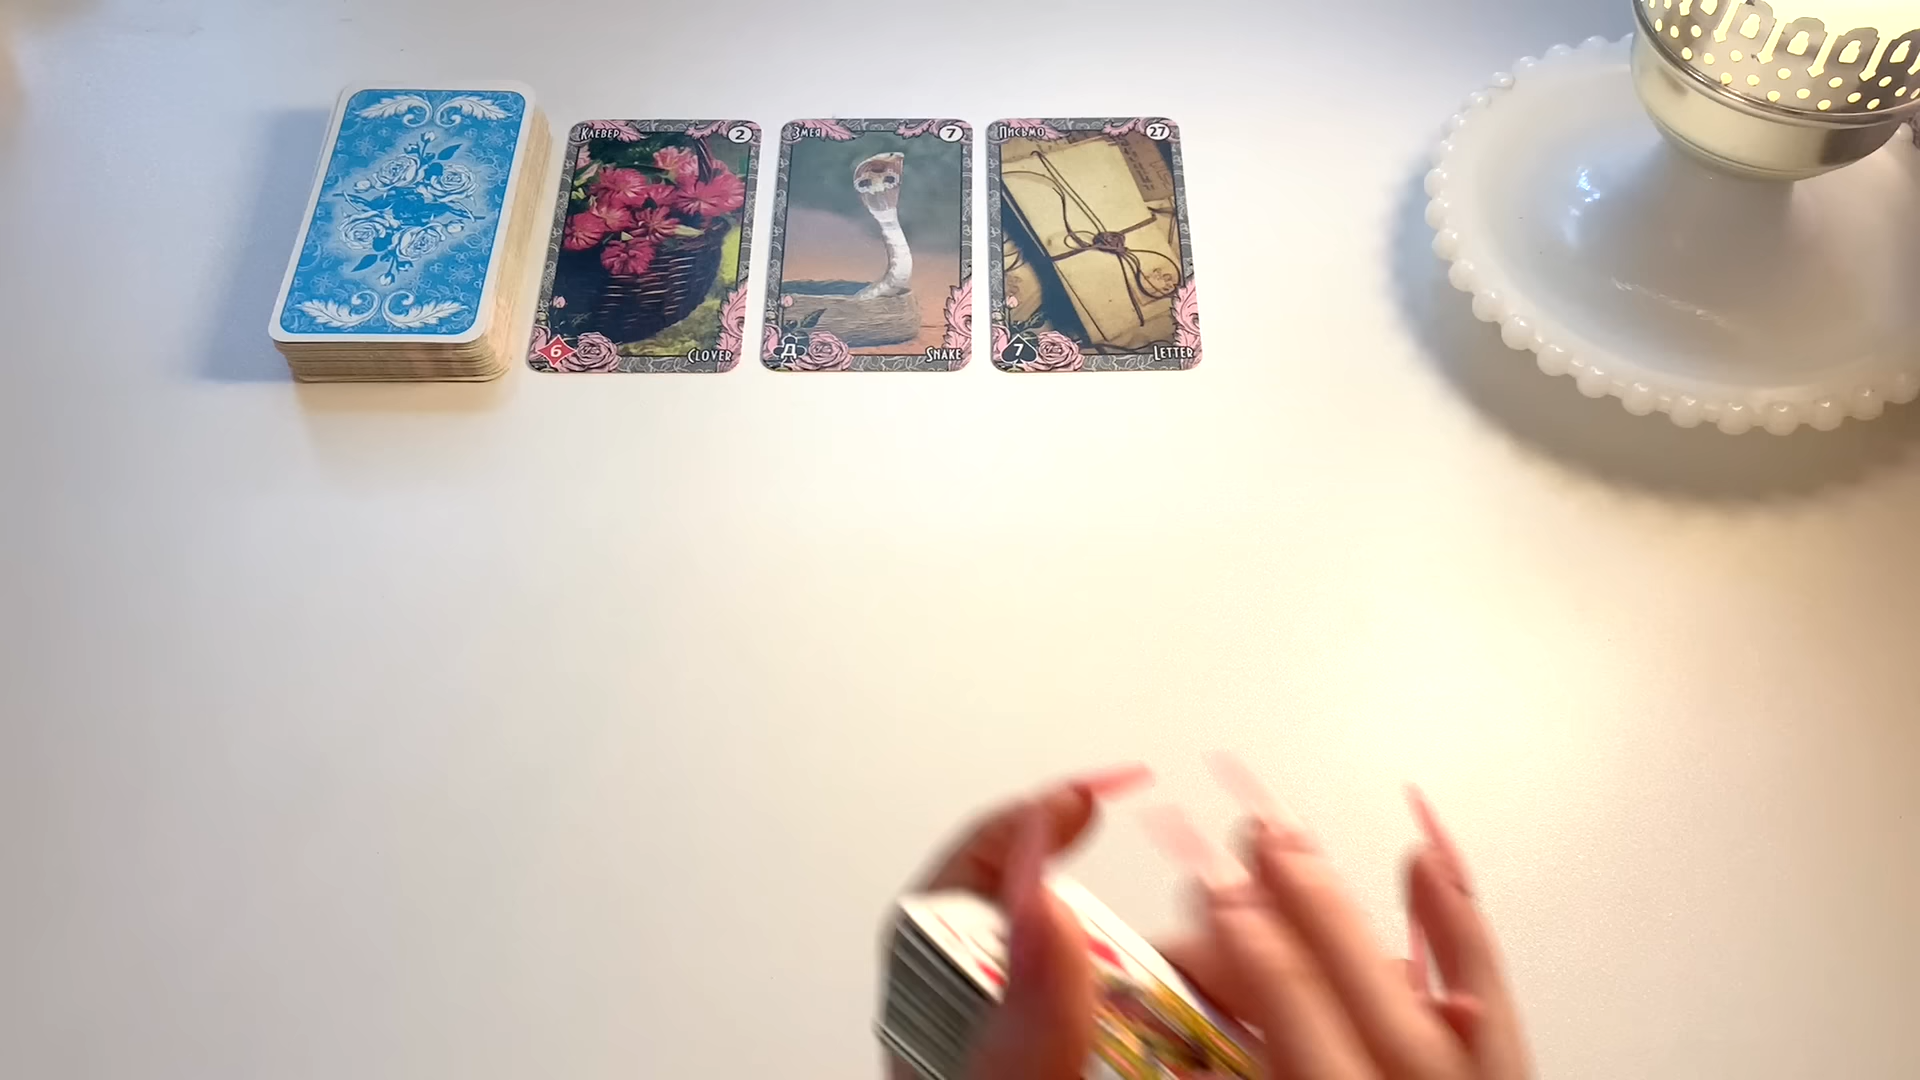 Клевер 2
6 Clover
Змея 7
Д Snake
Письмо 27
7 Letter